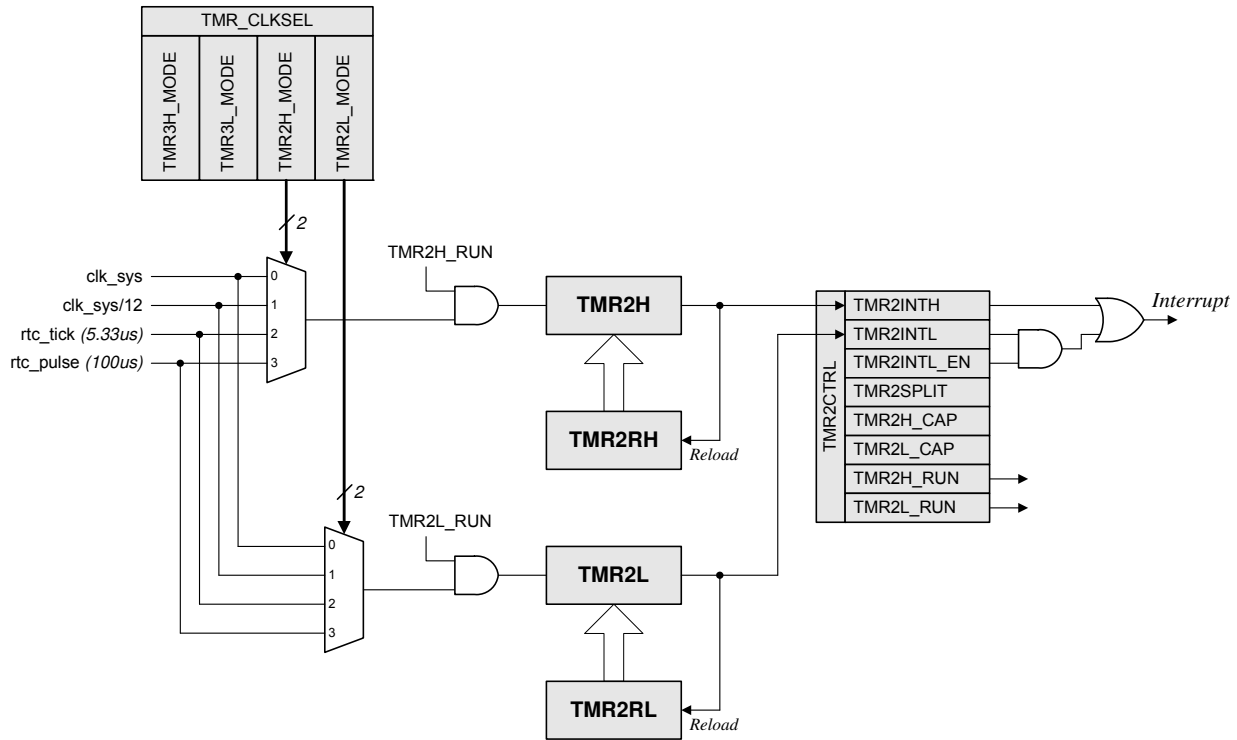 TMR_CLKSEL
TMR3H_MODE
TMR3L_MODE
TMR2H_MODE
TMR2L_MODE
2
TMR2H_RUN
clk_sys
clk_sys/12
rtc_tick (5.33us)
rtc_pulse (100us)
0
1
2
3
TMR2H
TMR2RH
Reload
TMR2CTRL
TMR2INTH
TMR2INTL
TMR2INTL_EN
TMR2SPLIT
TMR2H_CAP
TMR2L_CAP
TMR2H_RUN
TMR2L_RUN
Interrupt
2
TMR2L_RUN
0
1
2
3
TMR2L
TMR2RL
Reload